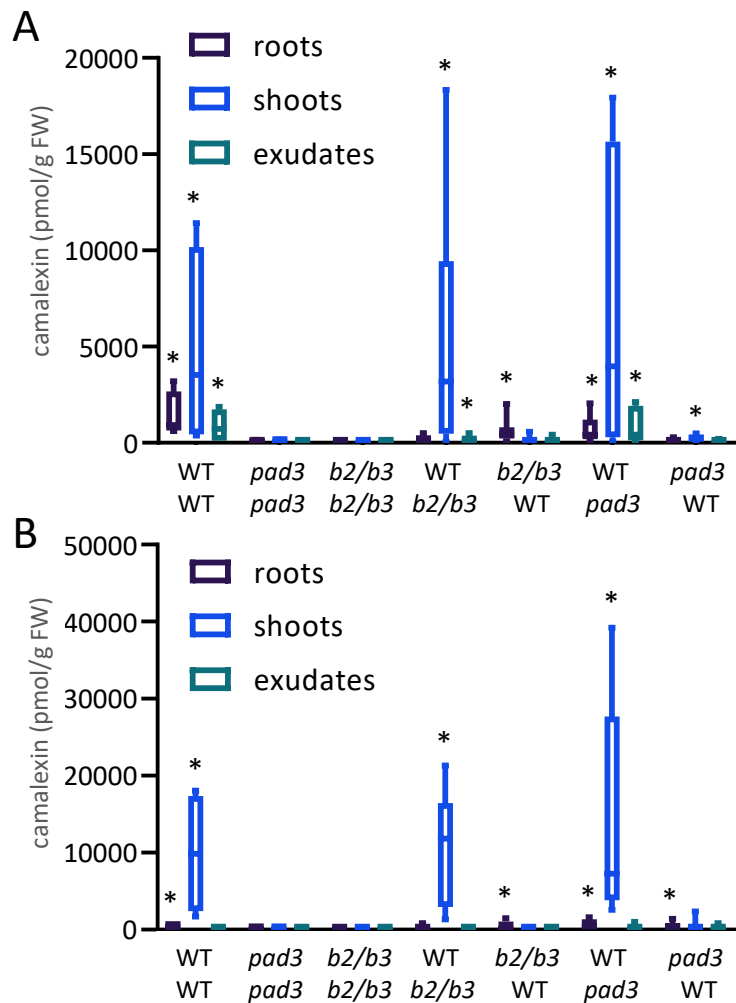 A
roots
shoots
exudates
camalexin (pmol/g FW)
20000
15000
10000
5000
0
* * * * * * * * * *
WT pad3 b2/b3 WT b2/b3 WT pad3
WT pad3 b2/b3 b2/b3 WT pad3 WT
B
roots
shoots
exudates
camalexin (pmol/g FW)
50000
40000
30000
20000
10000
0
* * * * * * *
WT pad3 b2/b3 WT b2/b3 WT pad3
WT pad3 b2/b3 b2/b3 WT pad3 WT